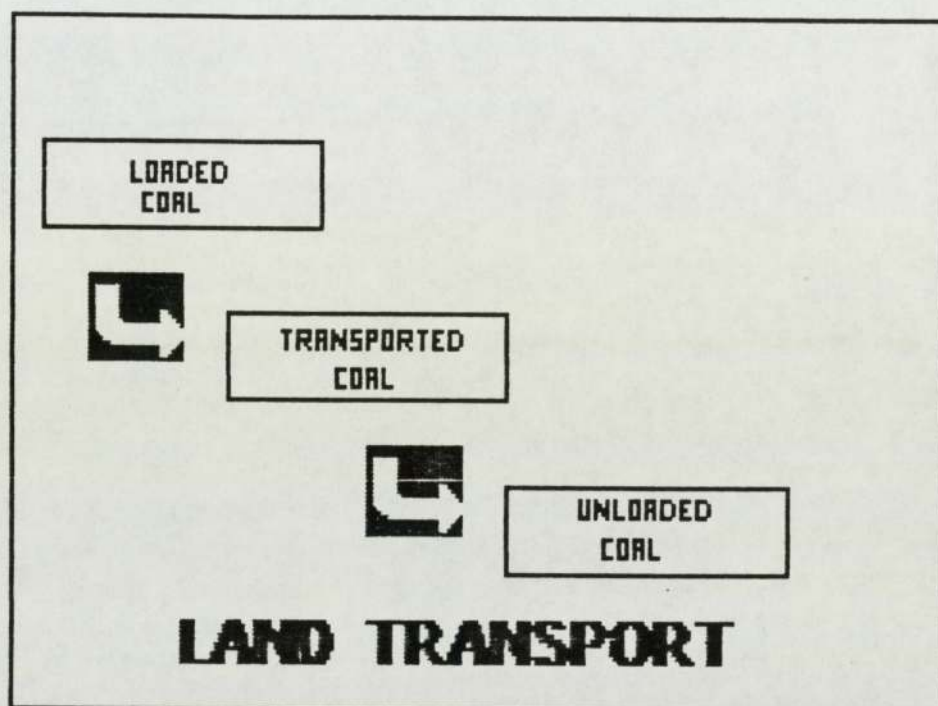 LOADED
COAL
TRANSPORTED
COAL
UNLOADED
COAL
LAND TRANSPORT